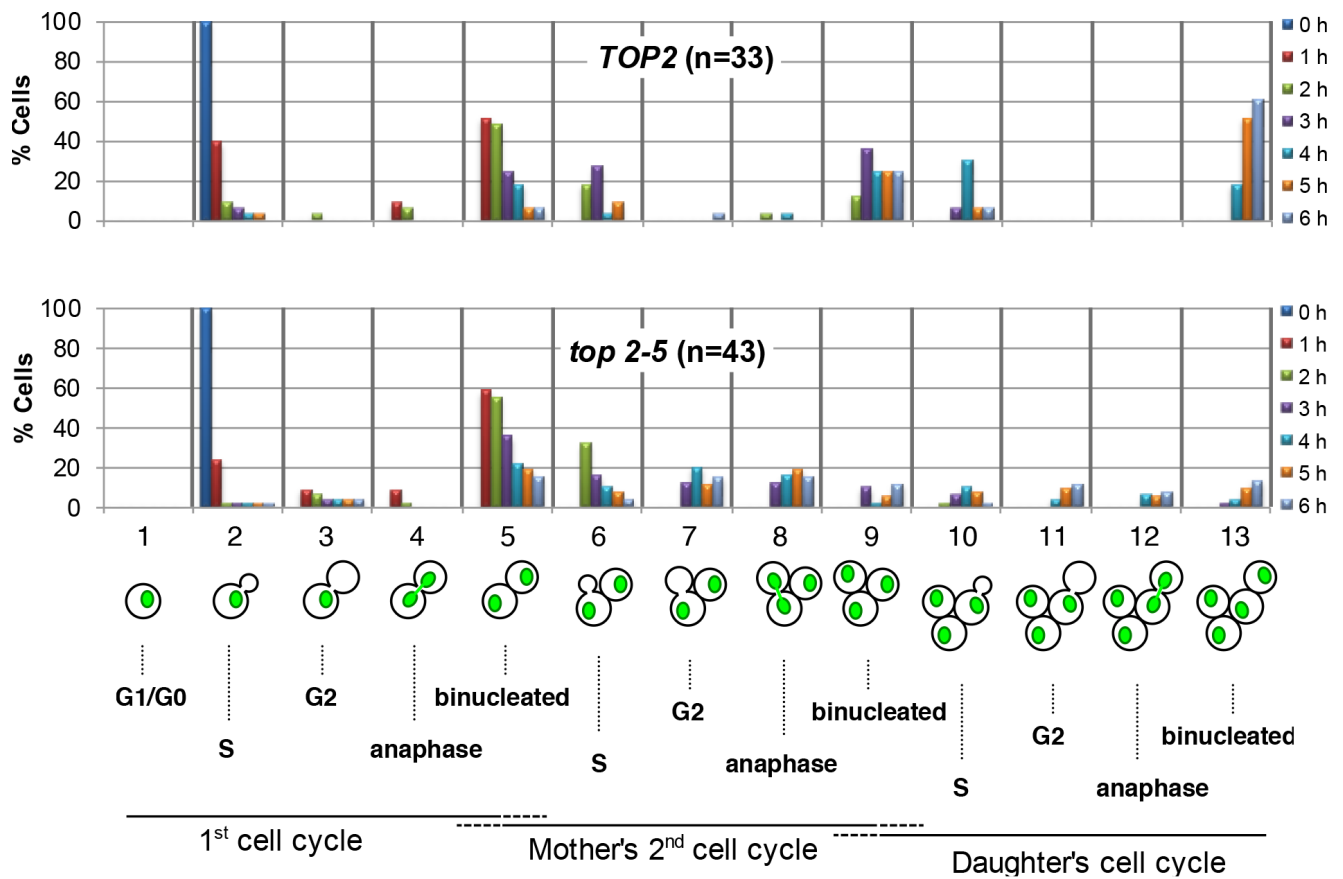 100
80
60
40
20
0
% Cells
TOP2 (n=33)
0 h
1 h
2 h
3 h
4 h
5 h
6 h
100
80
60
40
20
0
% Cells
top 2-5 (n=43)
0 h
1 h
2 h
3 h
4 h
5 h
6 h
1 2 3 4 5 6 7 8 9 10 11 12 13
G1/G0
S
G2
anaphase
binucleated
S
G2
anaphase
binucleated
S
G2
anaphase
binucleated
1st cell cycle
Mother's 2nd cell cycle
Daughter's cell cycle